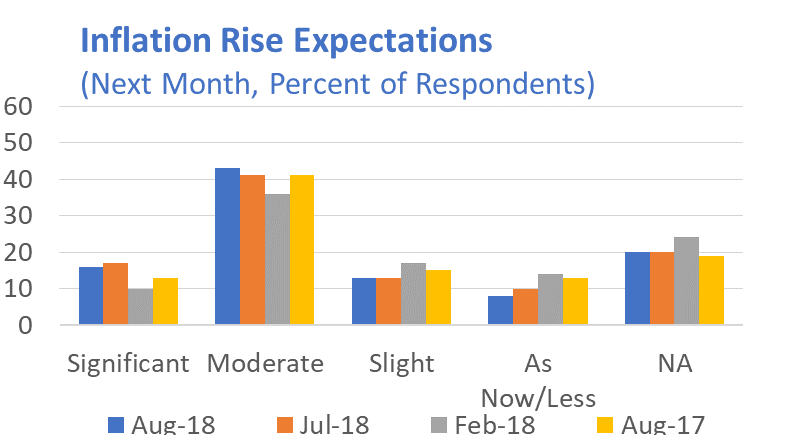 Inflation Rise Expectations
(Next Month, Percent of Respondents)
60
50
40
30
20
10
0
Significant Moderate Slight As Now/Less NA
Aug-18 Jul-18 Feb-18 Aug-17